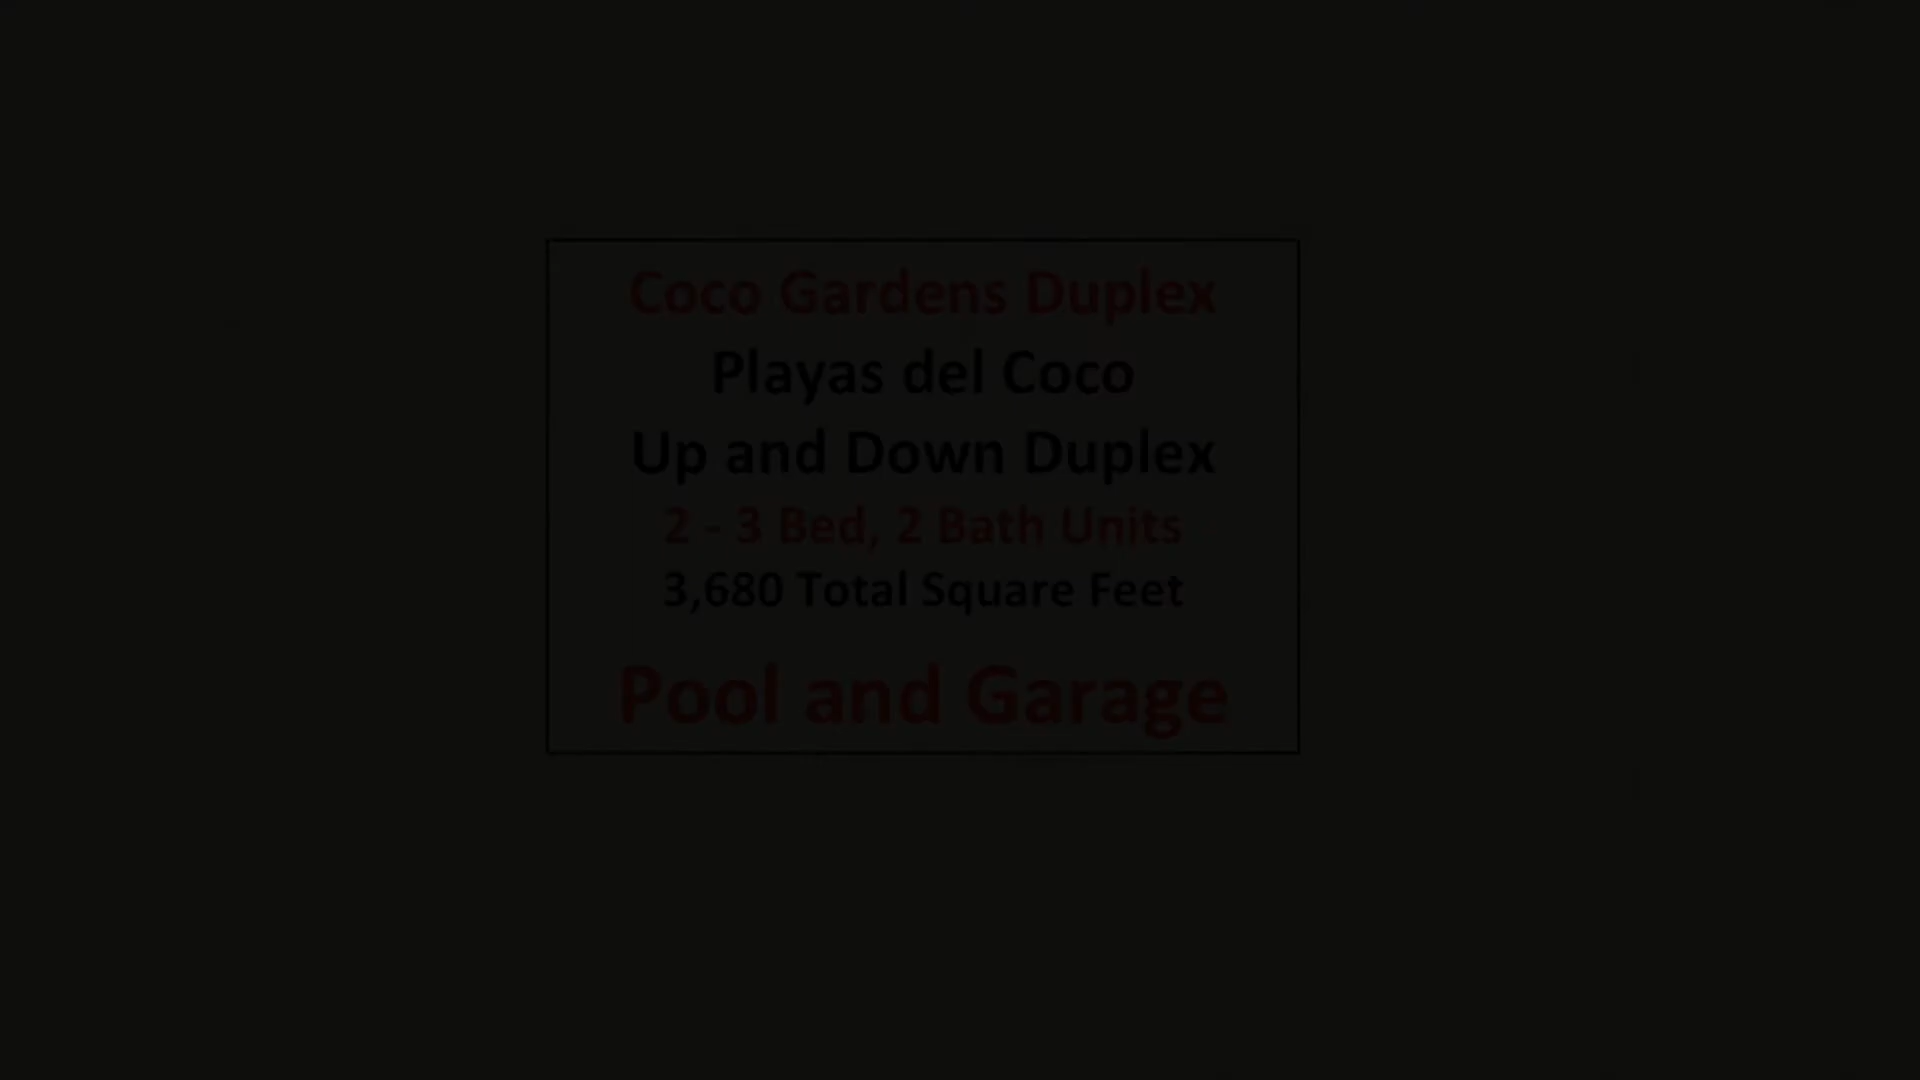 Coco Gardens Duplex
Playas del Coco
Up and Down Duplex
2 - 3 Bed, 2 Bath Units
3,680 Total Square Feet
Pool and Garage